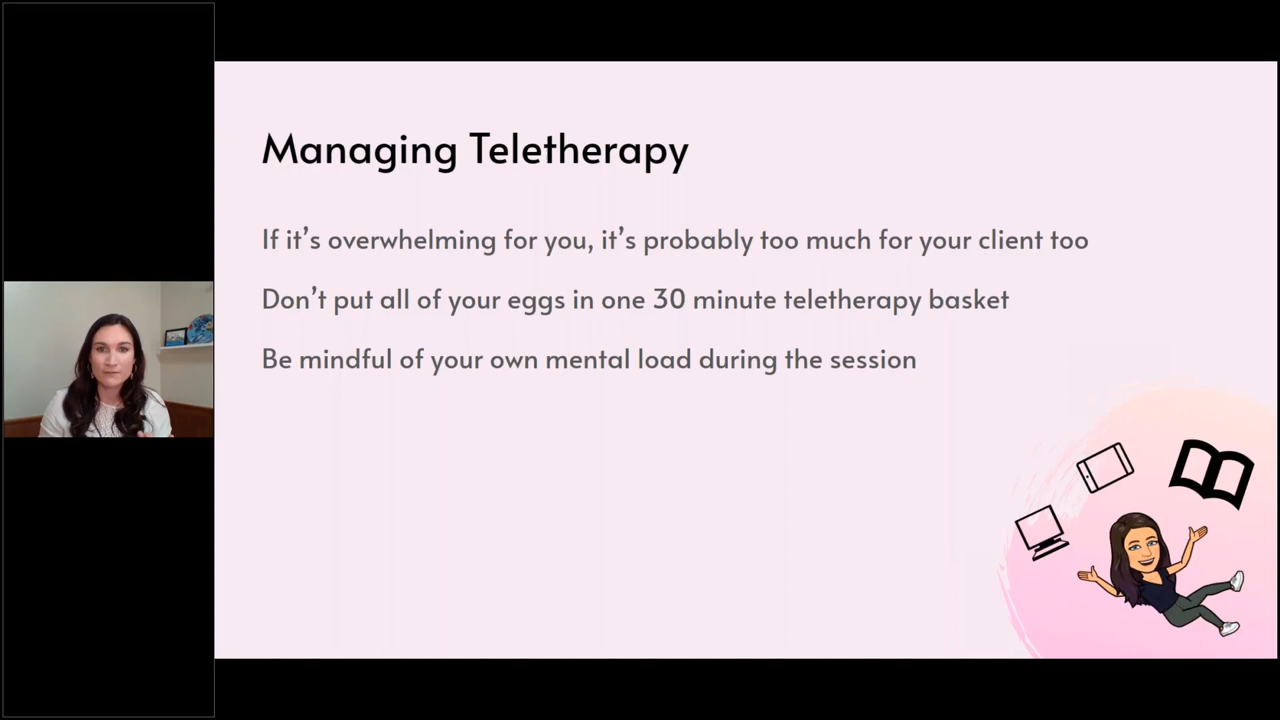 Managing Teletherapy
If it’s overwhelming for you, it’s probably too much for your client too
Don’t put all of your eggs in one 30 minute teletherapy basket
Be mindful of your own mental load during the session